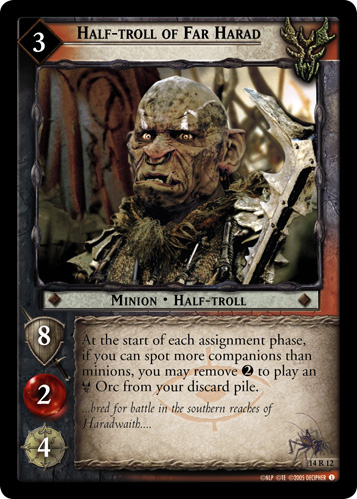 3 HALF-TROLL OF FAR HARAD
MINION • HALF-TROLL
8
2
4
At the start of each assignment phase,
if you can spot more companions than
minions, you may remove ❷ to play an
Orc from your discard pile.
...bred for battle in the southern reaches of
Haradwaith....
14 R 12
©NLP ©TE ©2005 DECIPHER